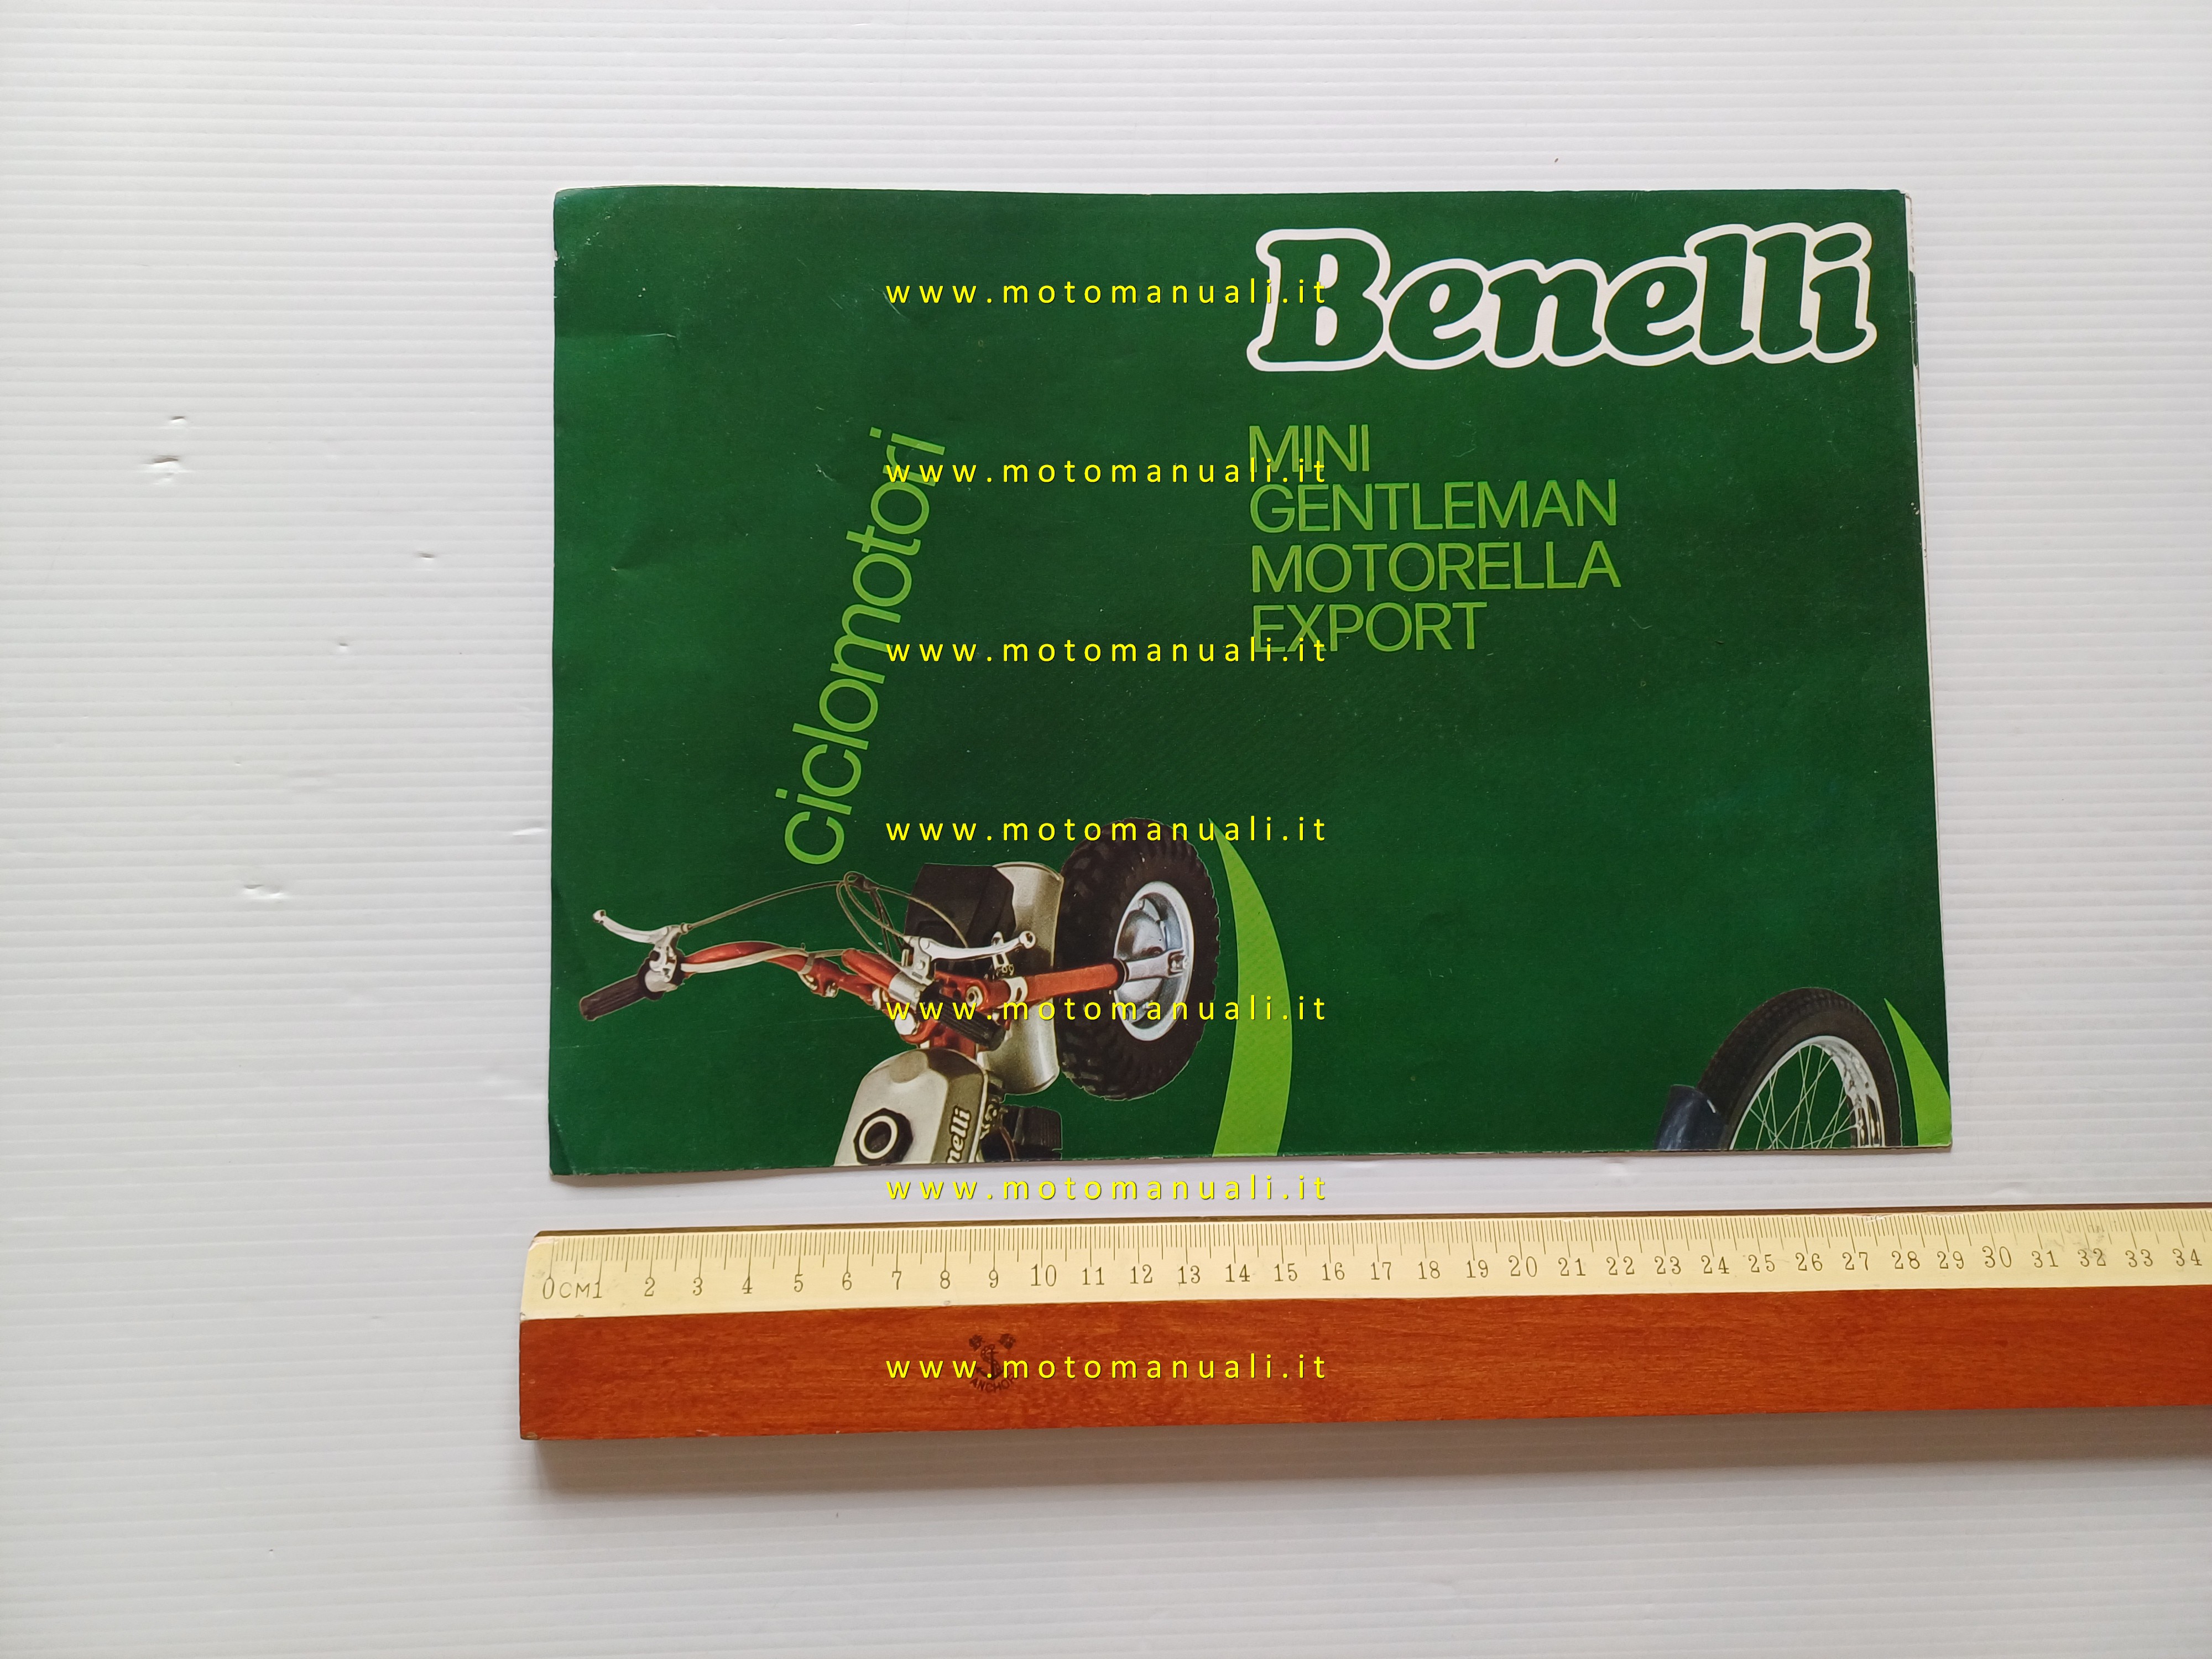 Benelli
www.motomanuali.it
MINI
www.motomanuali.it
GENTLEMAN
MOTORELLA
EXPORT
www.motomanuali.it
ciclomotori
www.motomanuali.it
www.motomanuali.it
nelli
www.motomanuali.it
0CM1 2 3 4 5 6 7 8 9 10 11 12 13 14 15 16 17 18 19 20 21 22 23 24 25 26 27 28 29 30 31 32 33 34
www.motomanuali.it
ANCHOR